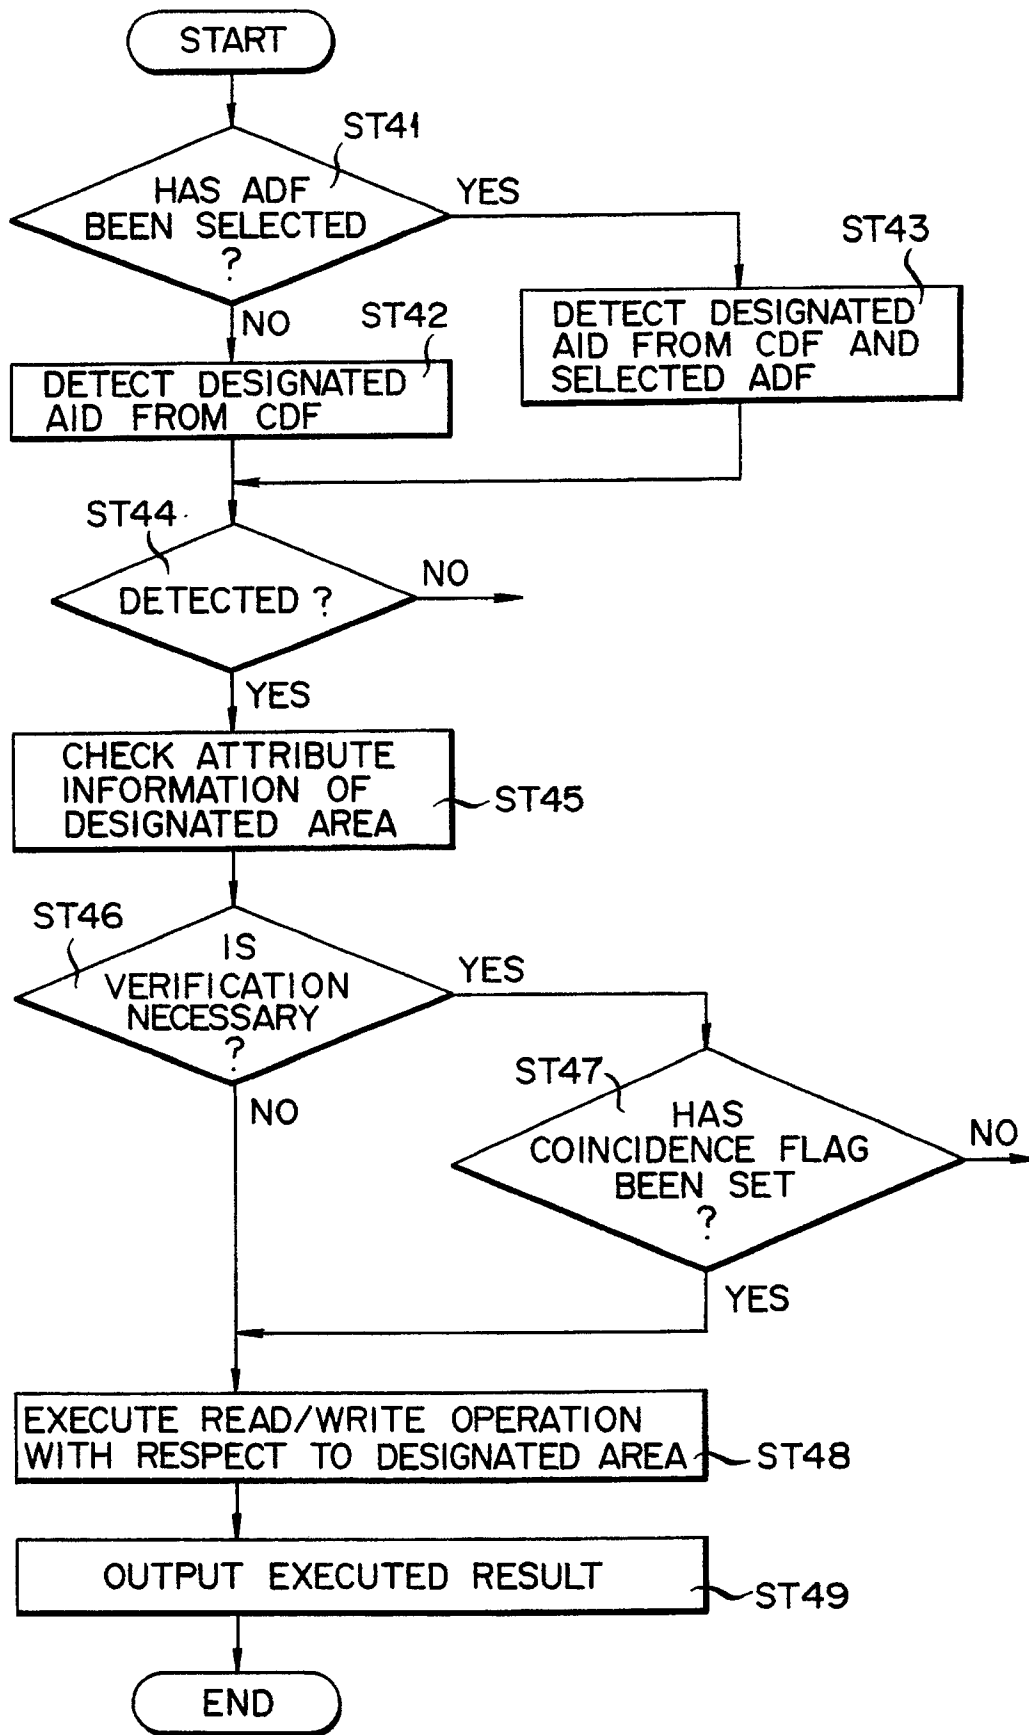 START
ST41
HAS ADF
BEEN SELECTED
?
YES
NO
ST43
DETECT DESIGNATED
AID FROM CDF AND
SELECTED ADF
ST42
DETECT DESIGNATED
AID FROM CDF
ST44
DETECTED ?
NO
YES
CHECK ATTRIBUTE
INFORMATION OF
DESIGNATED AREA
ST45
ST46
IS
VERIFICATION
NECESSARY
?
YES
NO
ST47
HAS
COINCIDENCE FLAG
BEEN SET
?
NO
YES
EXECUTE READ/WRITE OPERATION
WITH RESPECT TO DESIGNATED AREA
ST48
OUTPUT EXECUTED RESULT
ST49
END